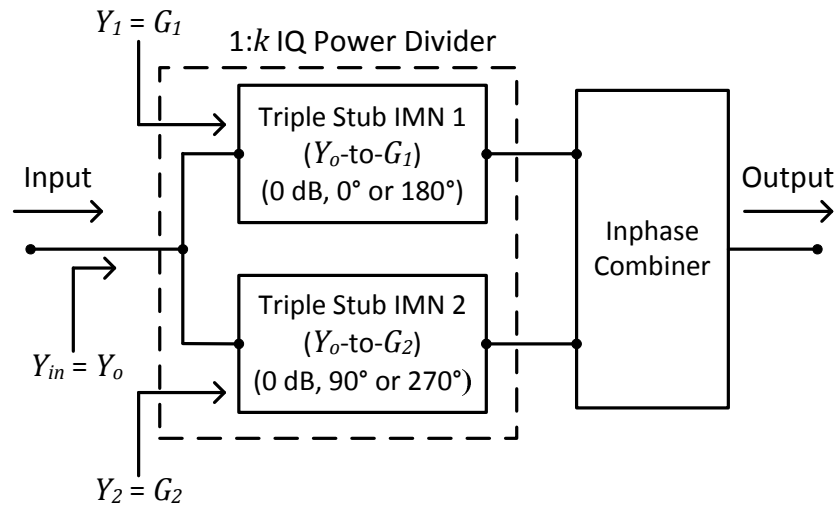 Y1 = G1
1:k IQ Power Divider
Triple Stub IMN 1
(Yo-to-G1)
(0 dB, 0° or 180°)
Input
Output
Inphase
Combiner
Triple Stub IMN 2
(Yo-to-G2)
(0 dB, 90° or 270°)
Yin = Yo
Y2 = G2